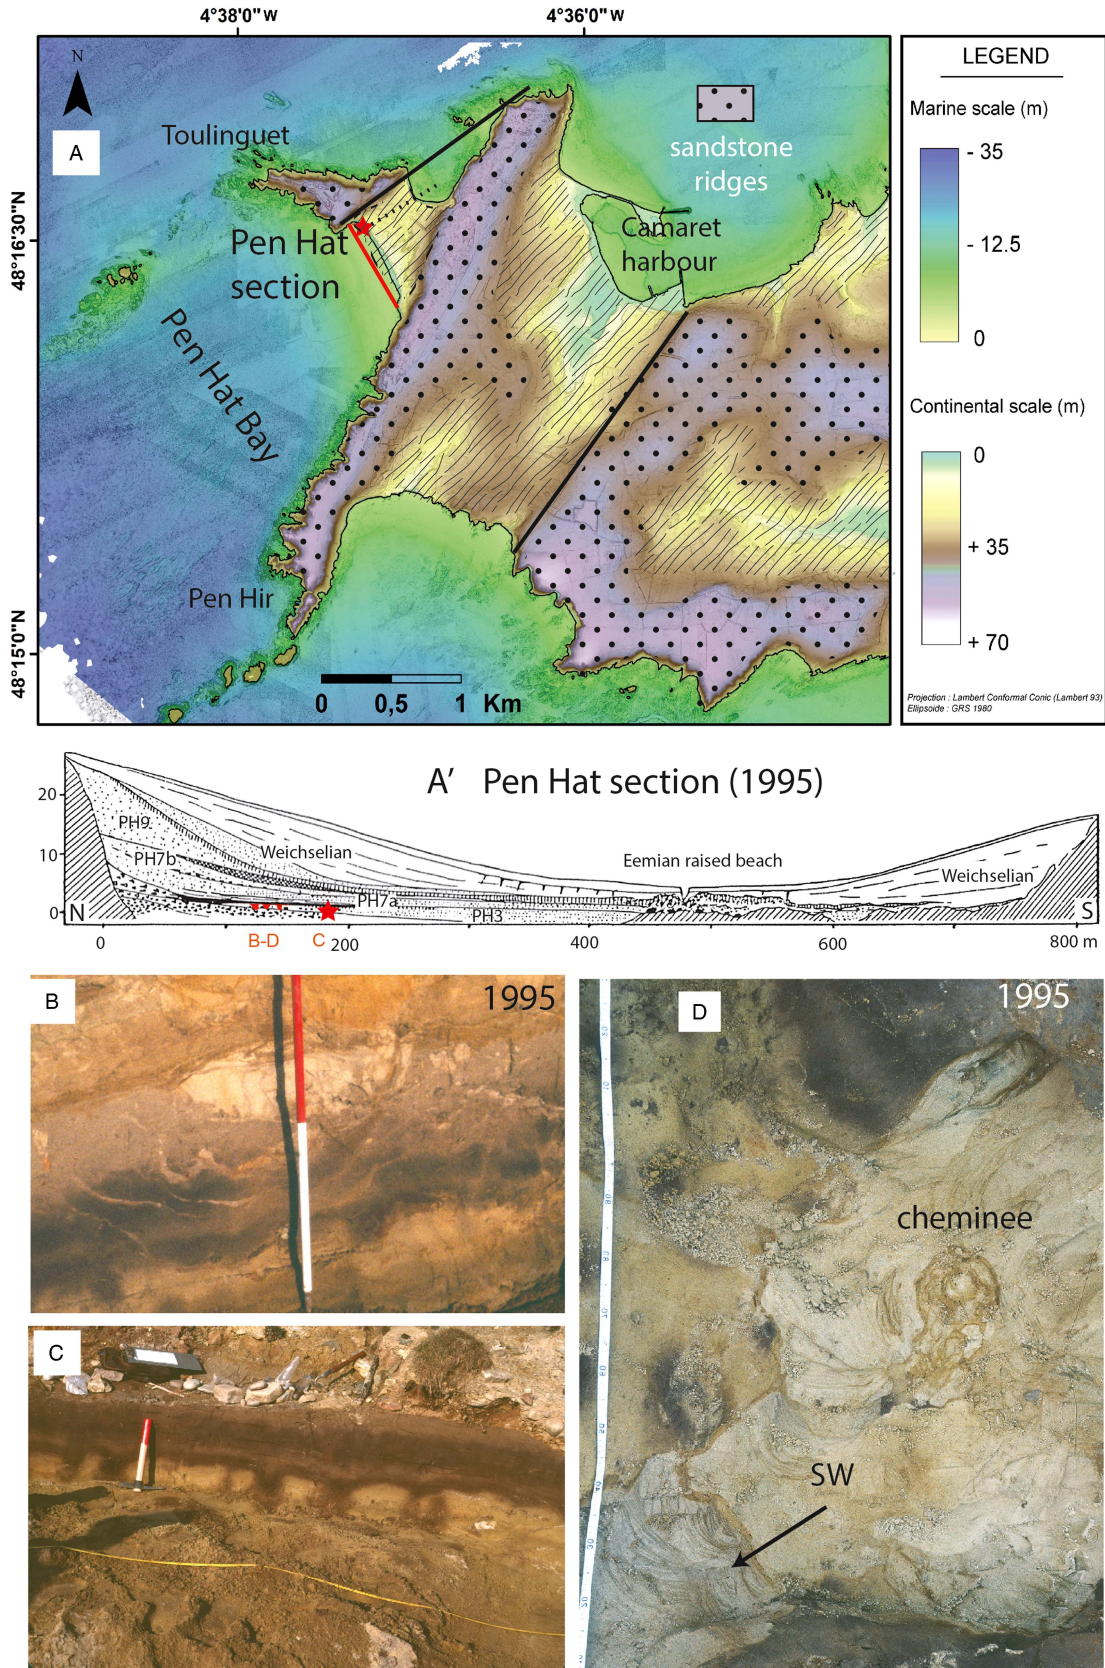 4°38'0"W
4°36'0"W
N
A
Toulinguet
sandstone
ridges
48°16'30"N
Pen Hat
section
Camaret
harbour
Pen Hat Bay
Pen Hir
48°15'0"N
0 0,5 1 Km
LEGEND
Marine scale (m)
- 35
- 12.5
0
Continental scale (m)
0
+ 35
+ 70
Projection : Lambert Conformal Conic (Lambert 93)
Ellipsoide : GRS 1980
A' Pen Hat section (1995)
20
10
0
PH9
PH7b
Weichselian
Eemian raised beach
Weichselian
PH7a
PH3
N
S
0
B-D
C
200
400
600
800 m
B
1995
C
D
1995
cheminee
SW